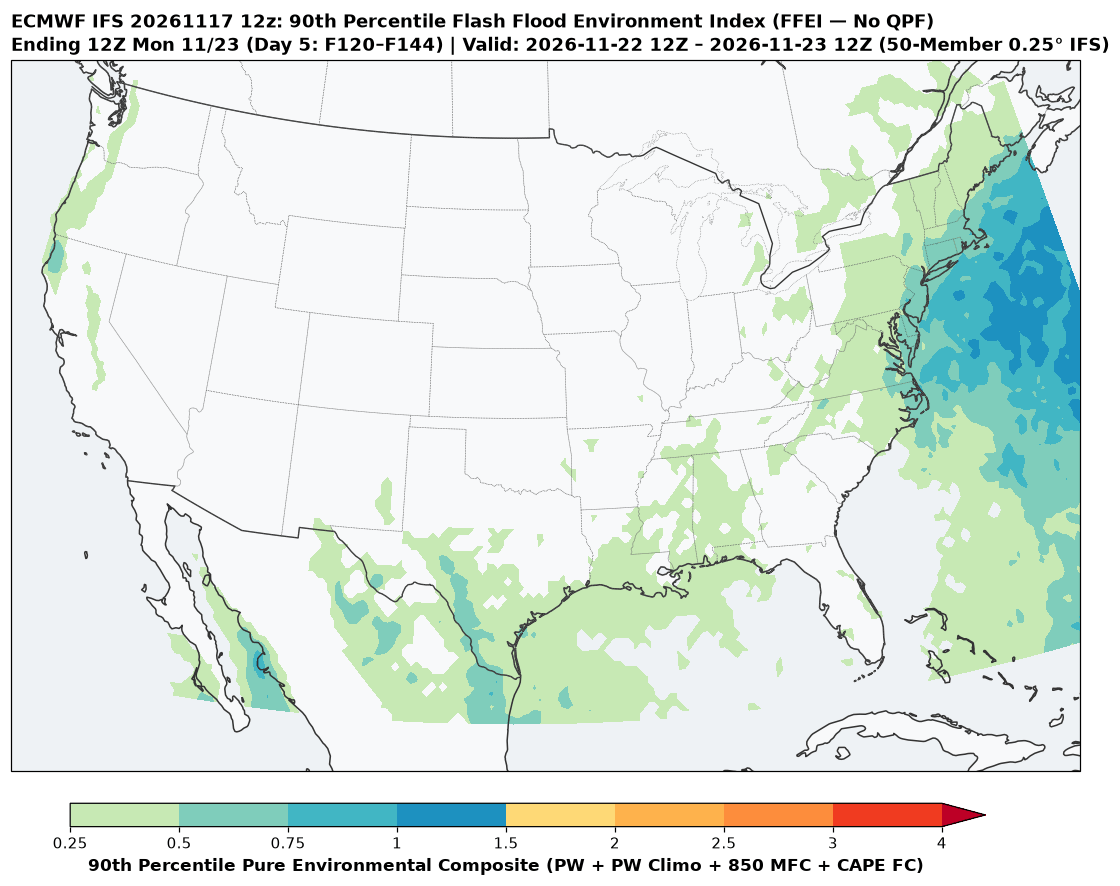 ECMWF IFS 20261117 12z: 90th Percentile Flash Flood Environment Index (FFEI — No QPF)
Ending 12Z Mon 11/23 (Day 5: F120–F144) | Valid: 2026-11-22 12Z – 2026-11-23 12Z (50-Member 0.25° IFS)
0.25 0.5 0.75 1 1.5 2 2.5 3 4
90th Percentile Pure Environmental Composite (PW + PW Climo + 850 MFC + CAPE FC)